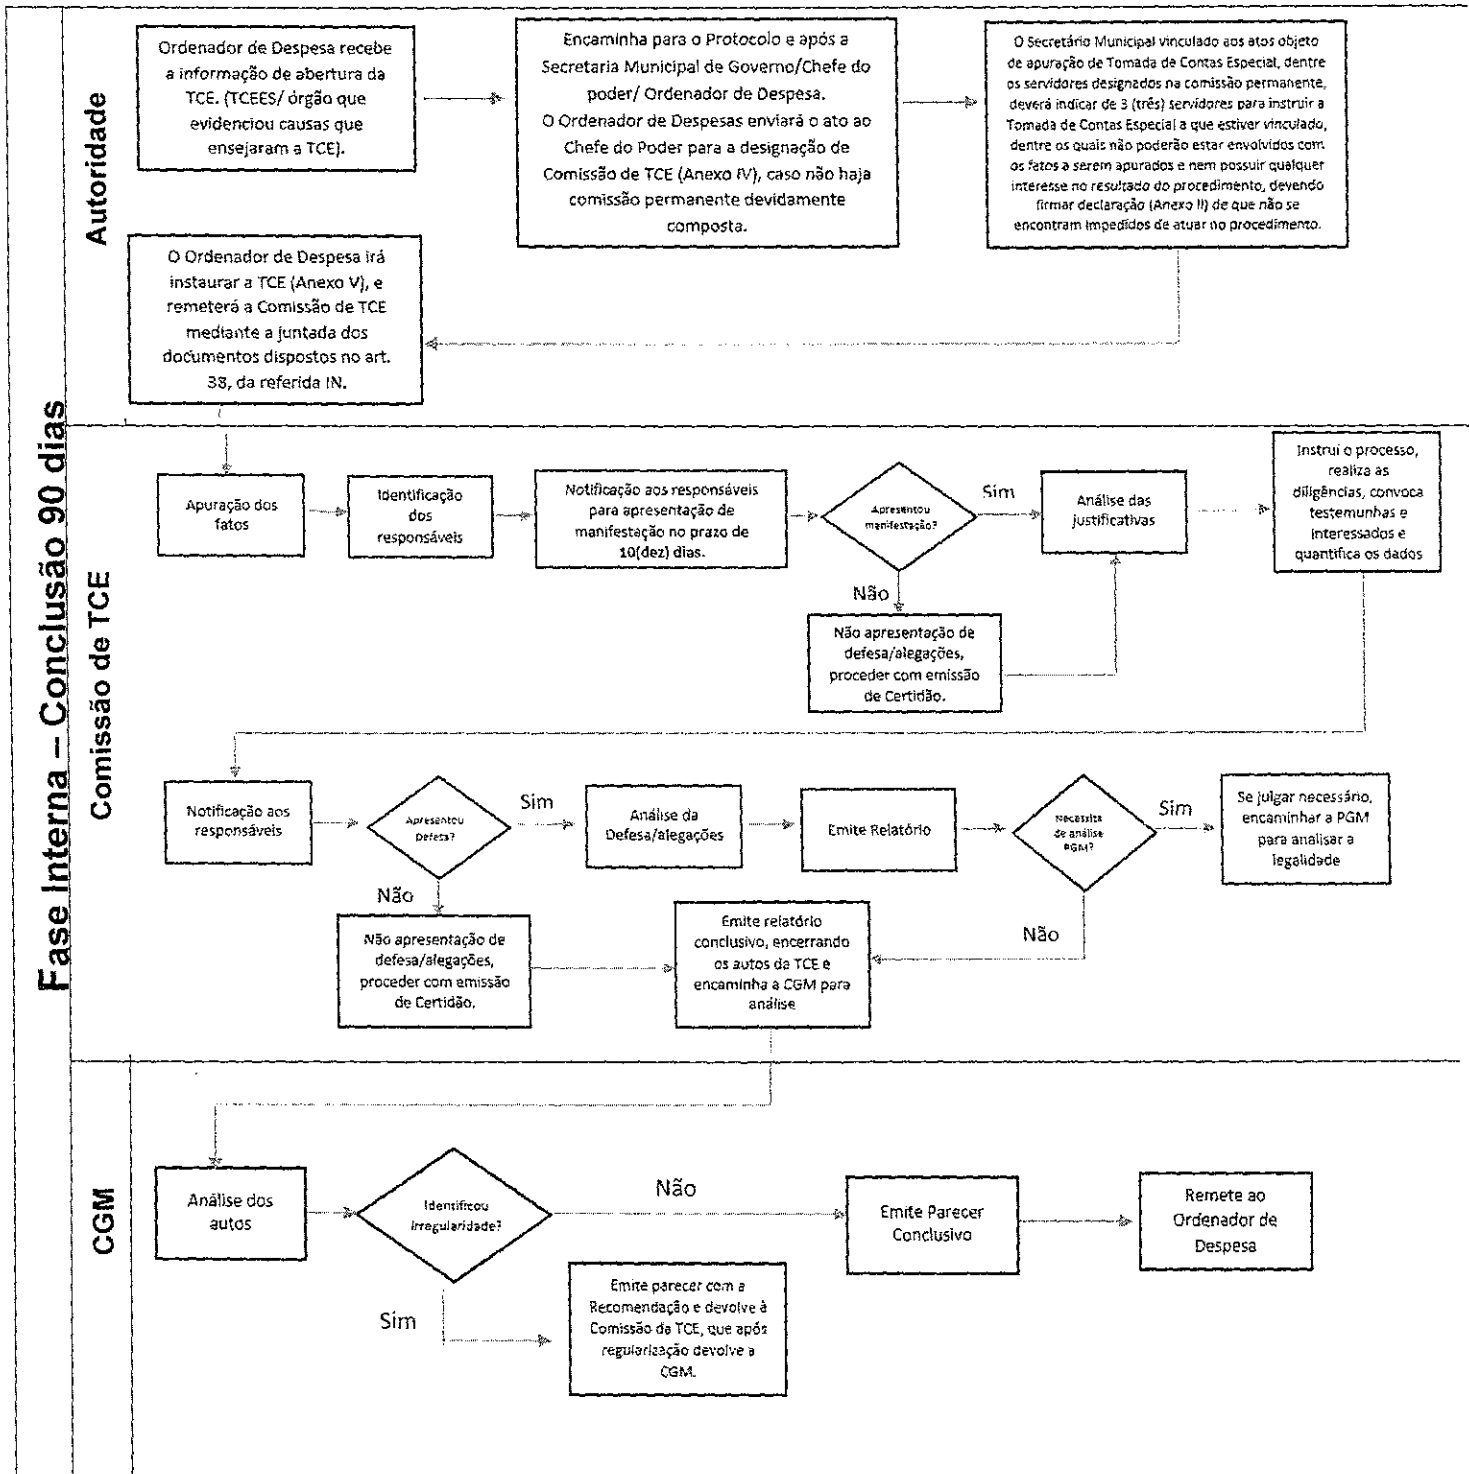 Fase Interna – Conclusão 90 dias
Autoridade
Ordenador de Despesa recebe
a informação de abertura da
TCE. (TCEES/ órgão que
evidenciou causas que
ensejaram a TCE).
Encaminha para o Protocolo e após a
Secretaria Municipal de Governo/Chefe do
poder/ Ordenador de Despesa.
O Ordenador de Despesas enviará o ato ao
Chefe do Poder para a designação de
Comissão de TCE (Anexo IV), caso não haja
comissão permanente devidamente
composta.
O Secretário Municipal vinculado aos atos objeto
de apuração de Tomada de Contas Especial, dentre
os servidores designados na comissão permanente,
deverá indicar de 3 (três) servidores para instruir a
Tomada de Contas Especial a que estiver vinculado,
dentre os quais não poderão estar envolvidos com
os fatos a serem apurados e nem possuir qualquer
interesse no resultado do procedimento, devendo
firmar declaração (Anexo II) de que não se
encontram impedidos de atuar no procedimento.
O Ordenador de Despesa irá
instaurar a TCE (Anexo V), e
remeterá a Comissão de TCE
mediante a juntada dos
documentos dispostos no art.
38, da referida IN.
Comissão de TCE
Apuração dos
fatos
Identificação
dos
responsáveis
Notificação aos responsáveis
para apresentação de
manifestação no prazo de
10(dez) dias.
Apresentou
manifestação?
Sim
Análise das
justificativas
Instrui o processo,
realiza as
diligências, convoca
testemunhas e
interessados e
quantifica os dados
Não
Não apresentação de
defesa/alegações,
proceder com emissão
de Certidão.
Notificação aos
responsáveis
Apresentou
Defesa?
Sim
Análise da
Defesa/alegações
Emite Relatório
Necessita
de análise
PGM?
Sim
Se julgar necessário,
encaminhar a PGM
para analisar a
legalidade
Não
Não apresentação de
defesa/alegações,
proceder com emissão
de Certidão.
Emite relatório
conclusivo, encerrando
os autos da TCE e
encaminha a CGM para
análise
Não
CGM
Análise dos
autos
Identificou
irregularidade?
Não
Emite Parecer
Conclusivo
Remete ao
Ordenador de
Despesa
Sim
Emite parecer com a
Recomendação e devolve à
Comissão da TCE, que após
regularização devolve a
CGM.